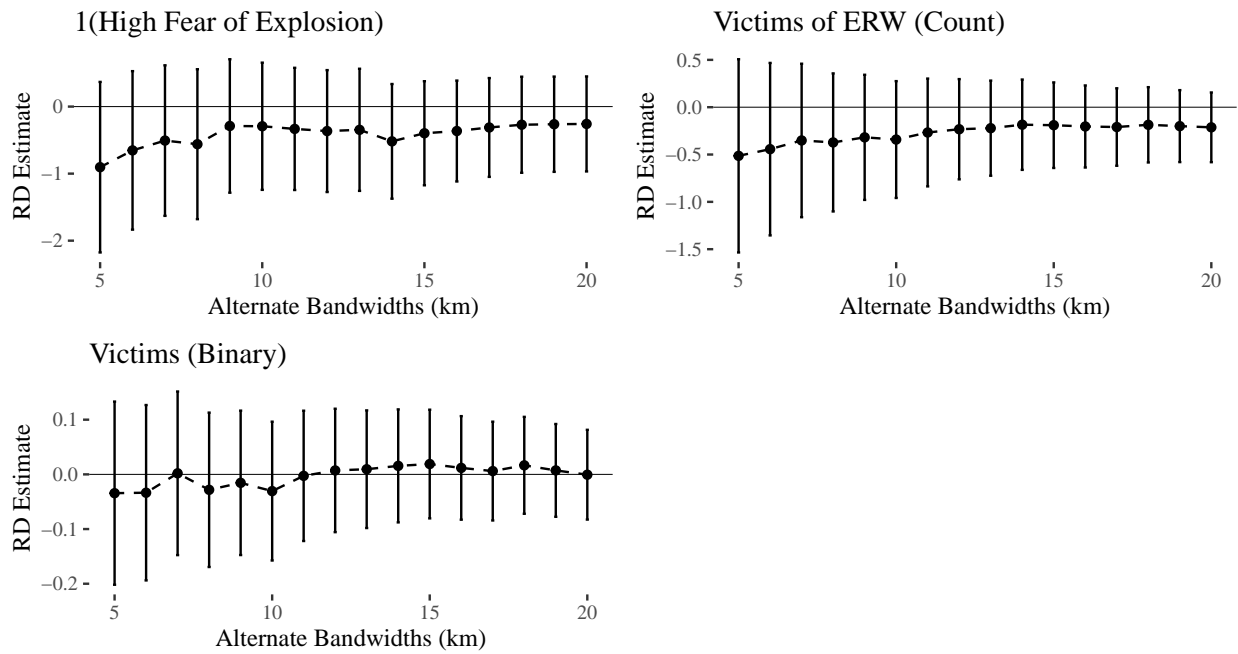 1(High Fear of Explosion)
RD Estimate
0
−1
−2
5
10
15
20
Alternate Bandwidths (km)
Victims of ERW (Count)
RD Estimate
0.5
0.0
−0.5
−1.0
−1.5
5
10
15
20
Alternate Bandwidths (km)
Victims (Binary)
RD Estimate
0.1
0.0
−0.1
−0.2
5
10
15
20
Alternate Bandwidths (km)